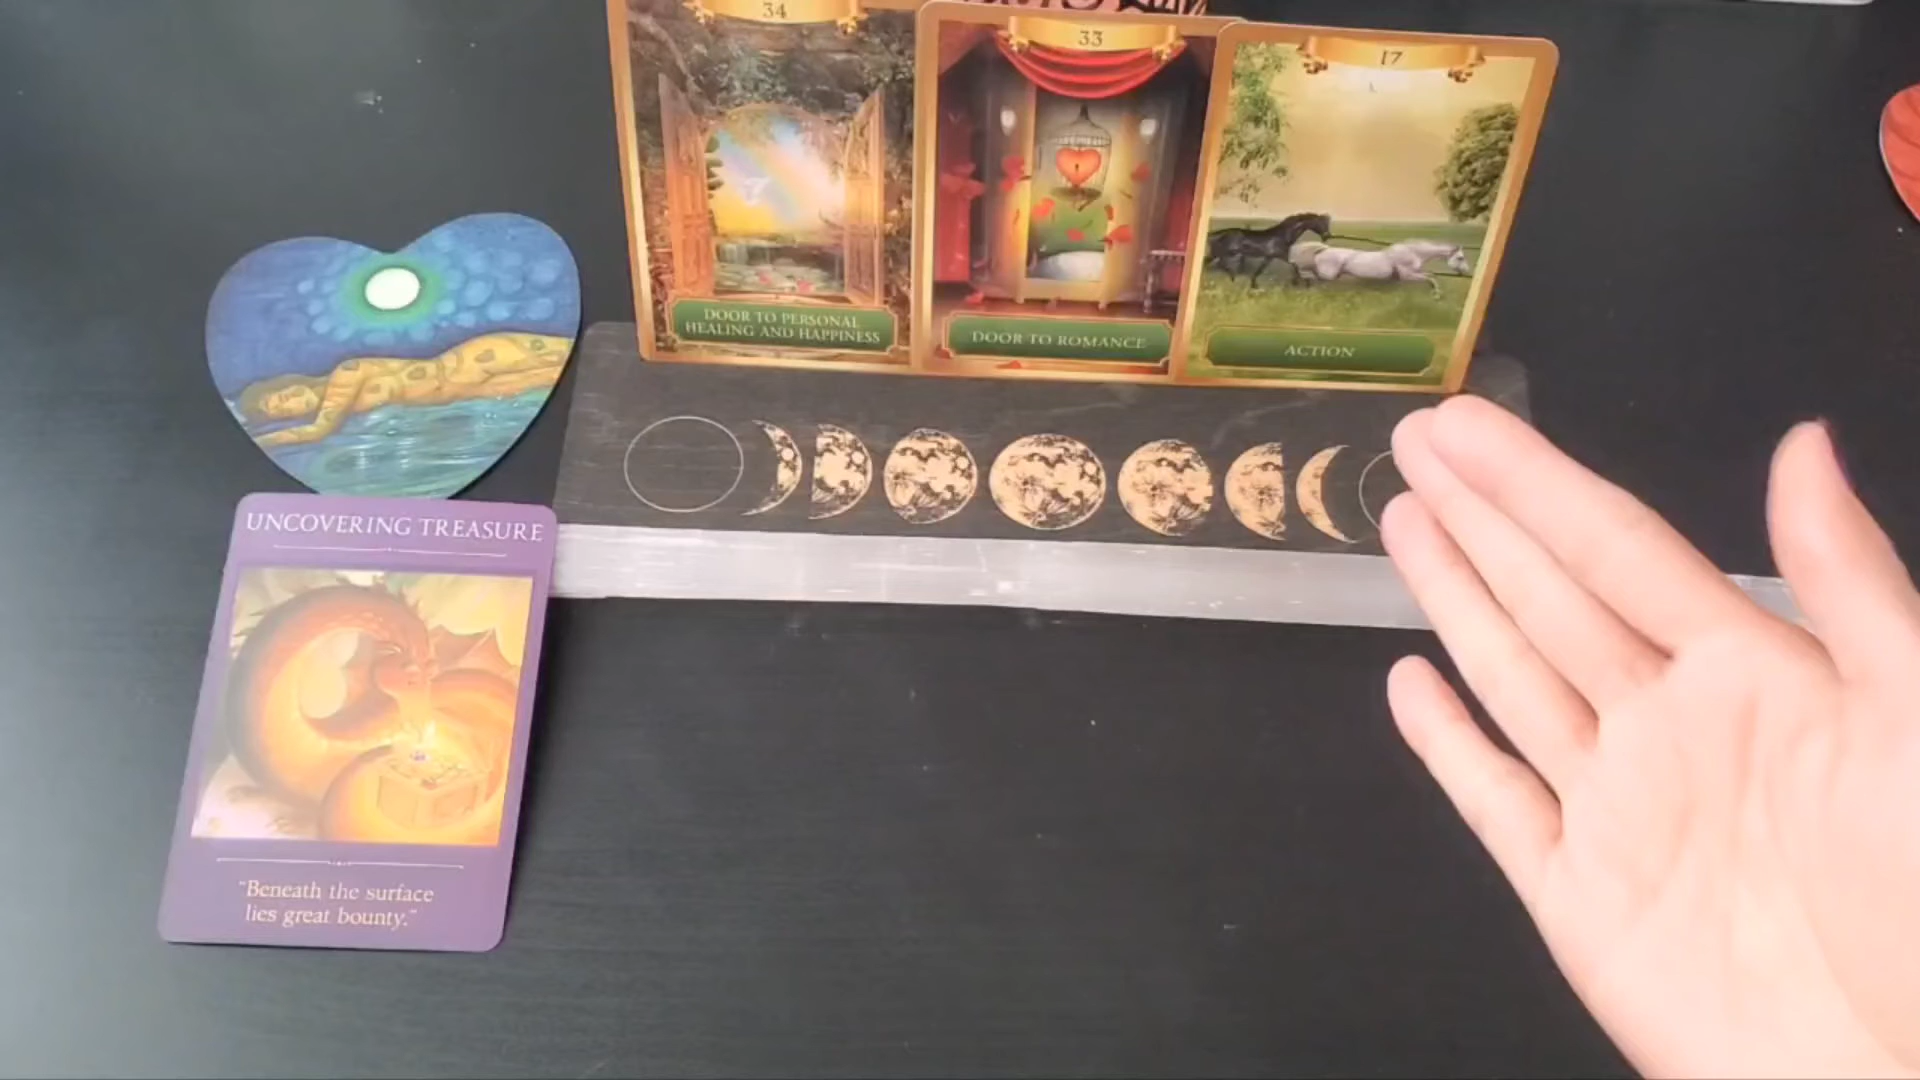 34
33
17
DOOR TO PERSONAL
HEALING AND HAPPINESS
DOOR TO ROMANCE
ACTION
UNCOVERING TREASURE
"Beneath the surface
lies great bounty."